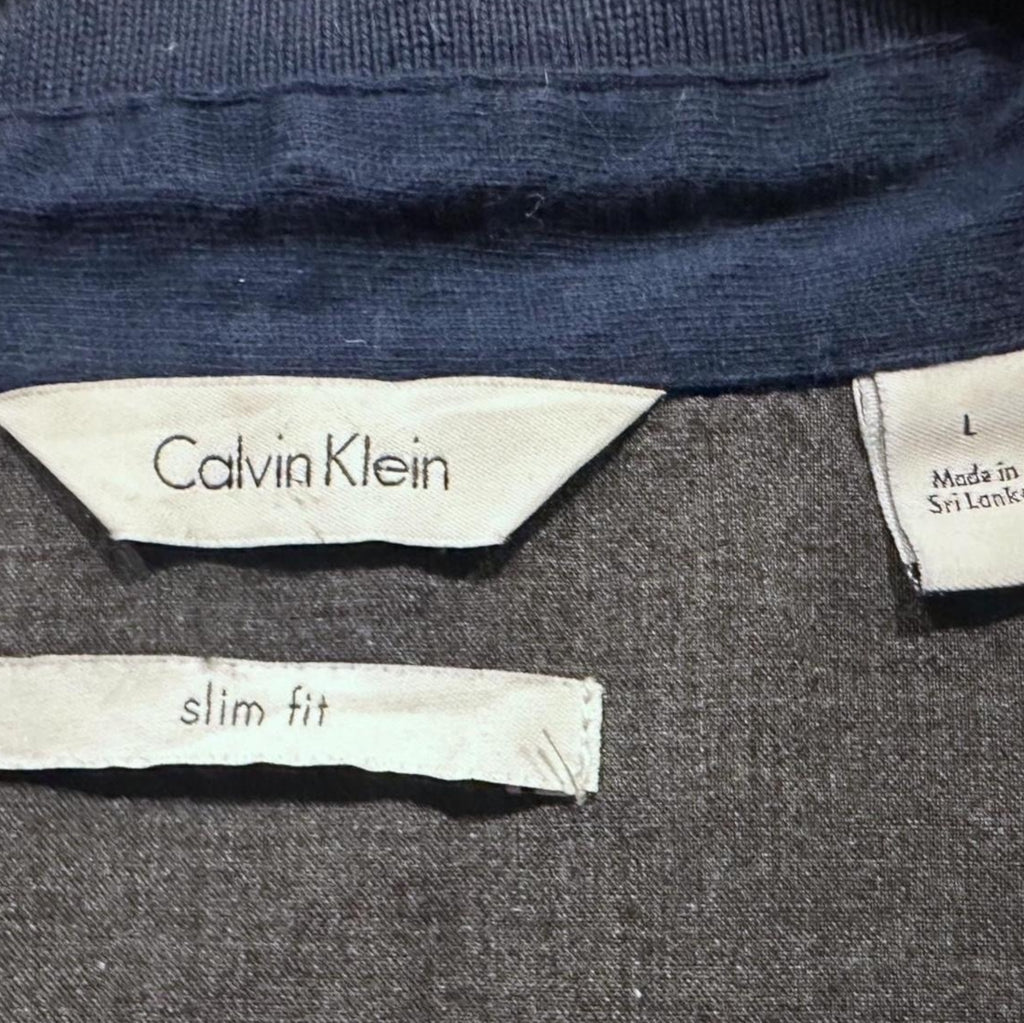 Calvin Klein
L
Made in
Sri Lank
slim fit